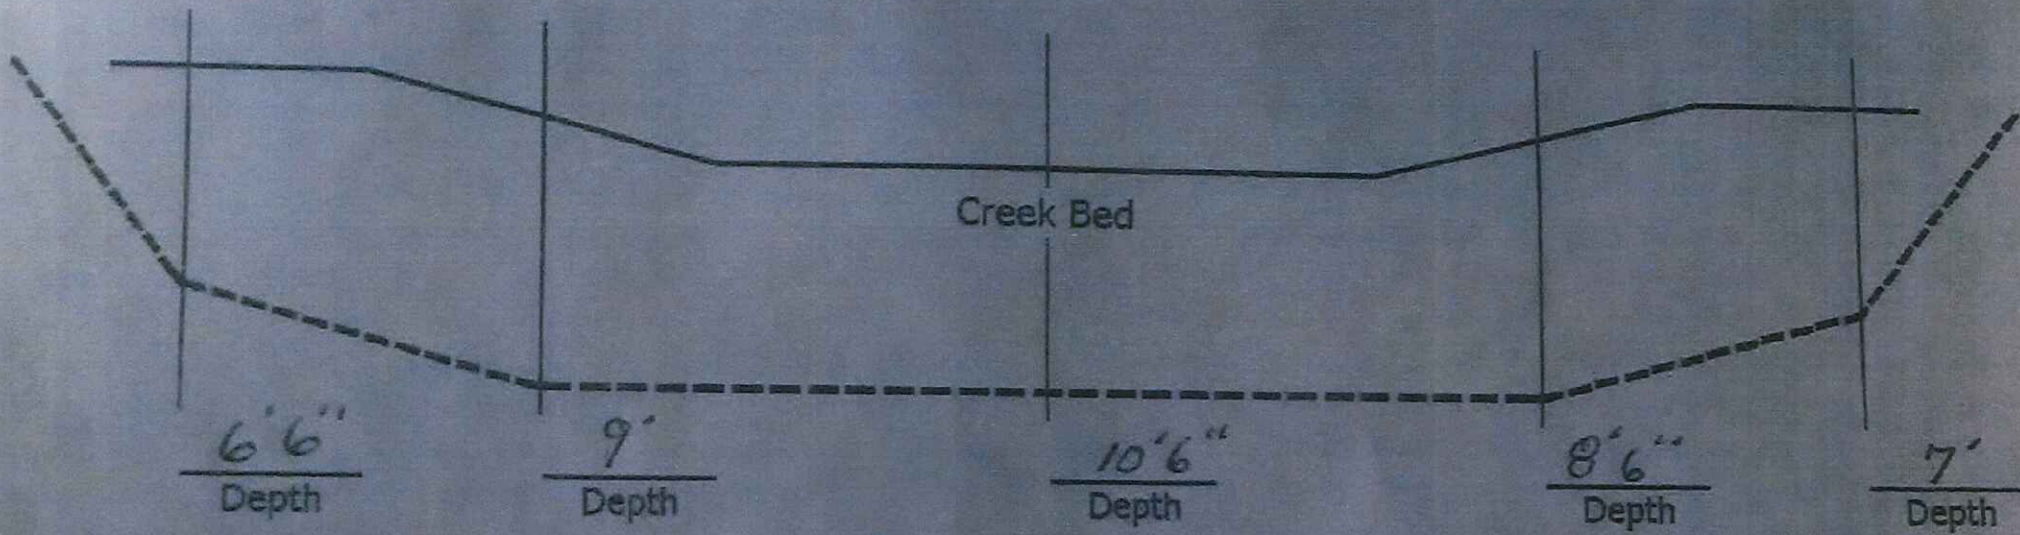 Creek Bed
6'6" 9' 10'6" 8'6" 7'
Depth Depth Depth Depth Depth